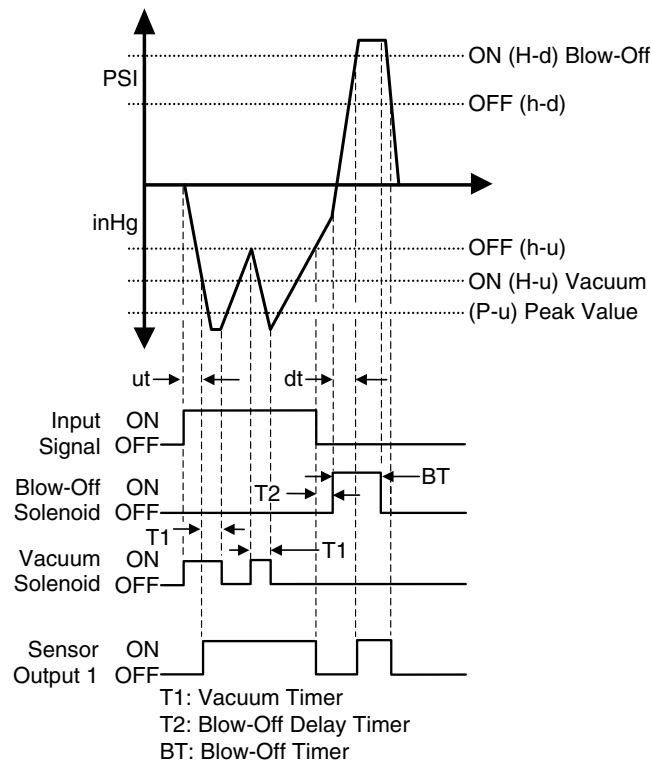 ON (H-d) Blow-Off
PSI
OFF (h-d)
inHg
OFF (h-u)
ON (H-u) Vacuum
(P-u) Peak Value
ut
dt
Input ON
Signal OFF
Blow-Off ON
Solenoid OFF
T2
BT
T1
T1
Vacuum ON
Solenoid OFF
Sensor ON
Output 1 OFF
T1: Vacuum Timer
T2: Blow-Off Delay Timer
BT: Blow-Off Timer